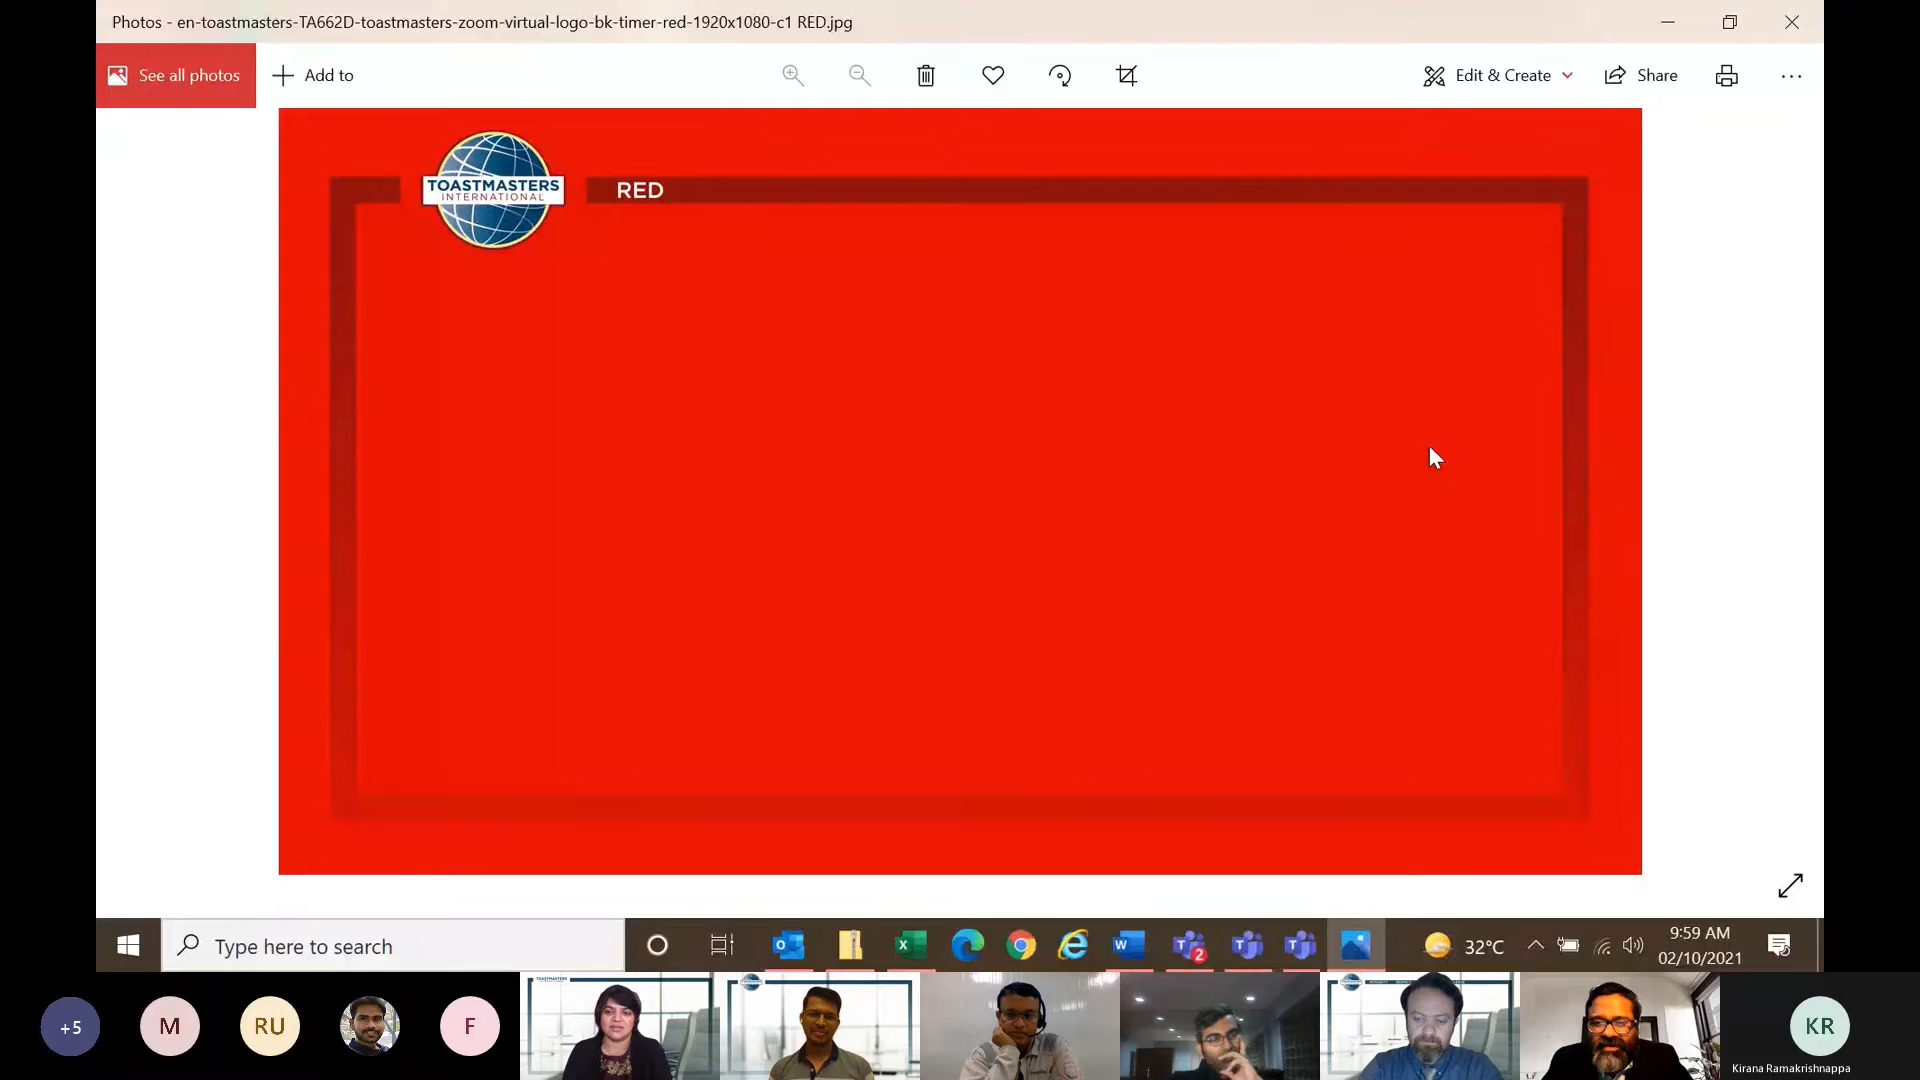 Photos - en-toastmasters-TA662D-toastmasters-zoom-virtual-logo-bk-timer-red-1920x1080-c1 RED.jpg
See all photos
Add to
Edit & Create
Share
TOASTMASTERS
INTERNATIONAL
RED
Type here to search
2
32°C
9:59 AM
02/10/2021
+5
M
RU
F
KR
Kirana Ramakrishnappa